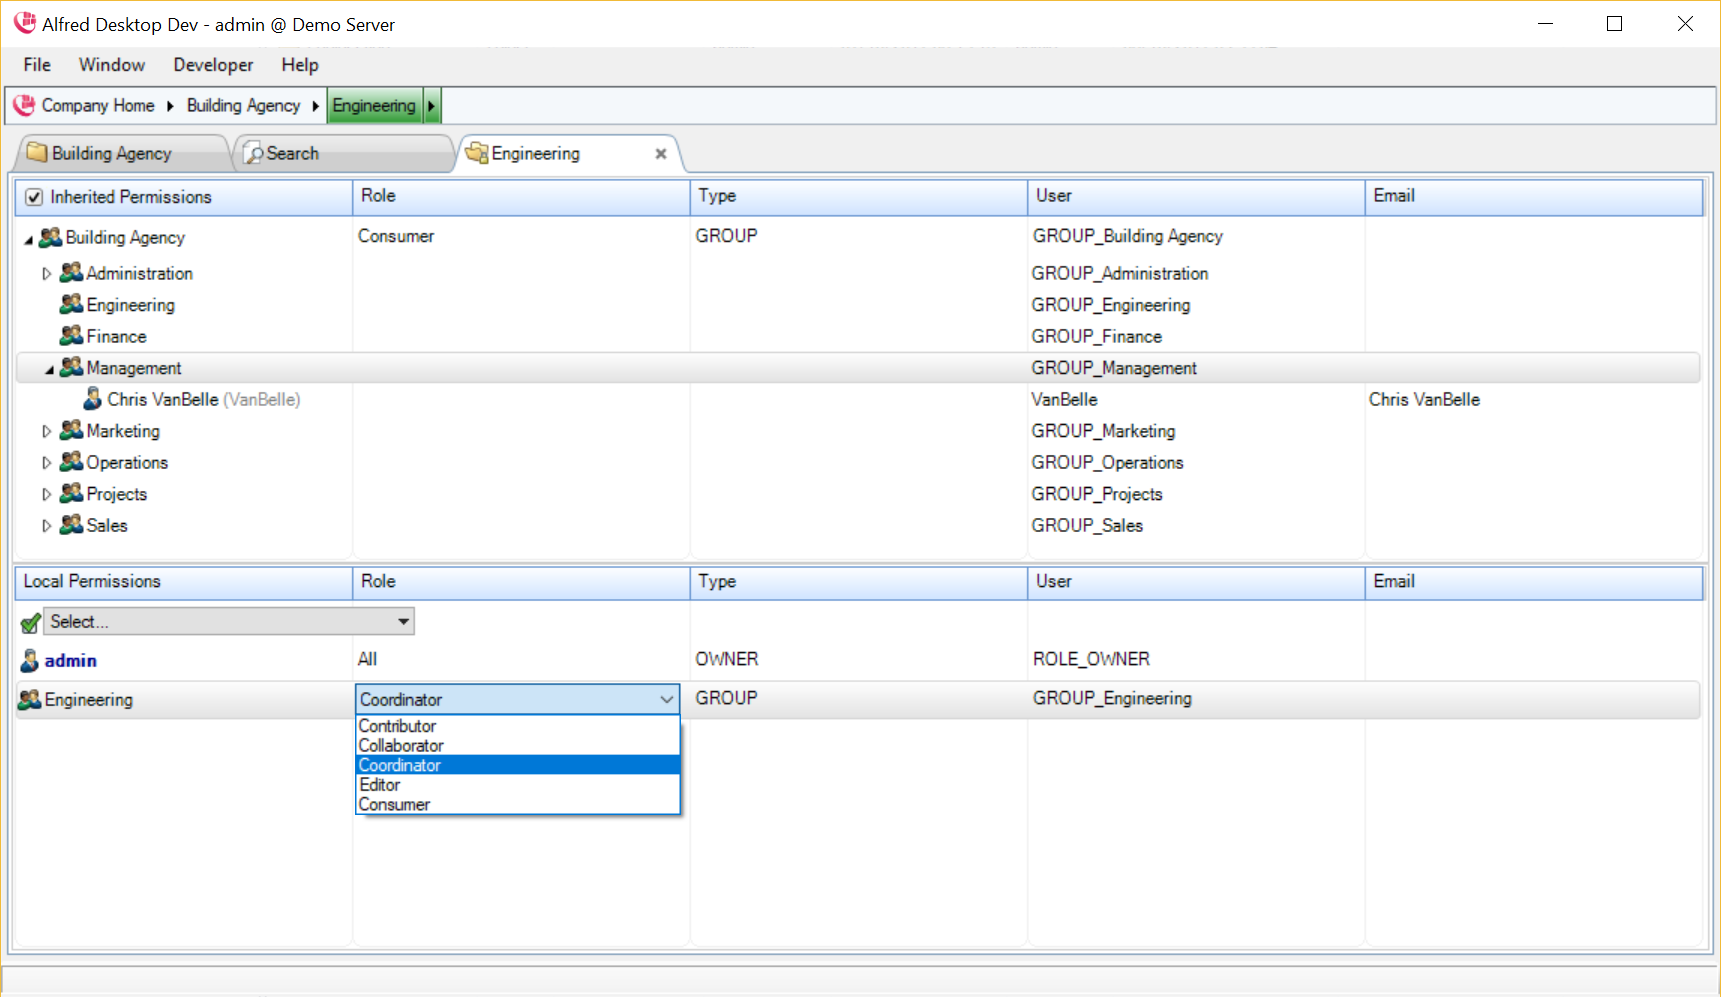 Alfred Desktop Dev - admin @ Demo Server
File Window Developer Help
Company Home Building Agency Engineering
Building Agency Search Engineering
Inherited Permissions Role Type User Email
Building Agency Consumer GROUP GROUP_Building Agency
Administration GROUP_Administration
Engineering GROUP_Engineering
Finance GROUP_Finance
Management GROUP_Management
Chris VanBelle (VanBelle) VanBelle Chris VanBelle
Marketing GROUP_Marketing
Operations GROUP_Operations
Projects GROUP_Projects
Sales GROUP_Sales
Local Permissions Role Type User Email
Select...
admin All OWNER ROLE_OWNER
Engineering Coordinator GROUP GROUP_Engineering
Contributor
Collaborator
Coordinator
Editor
Consumer